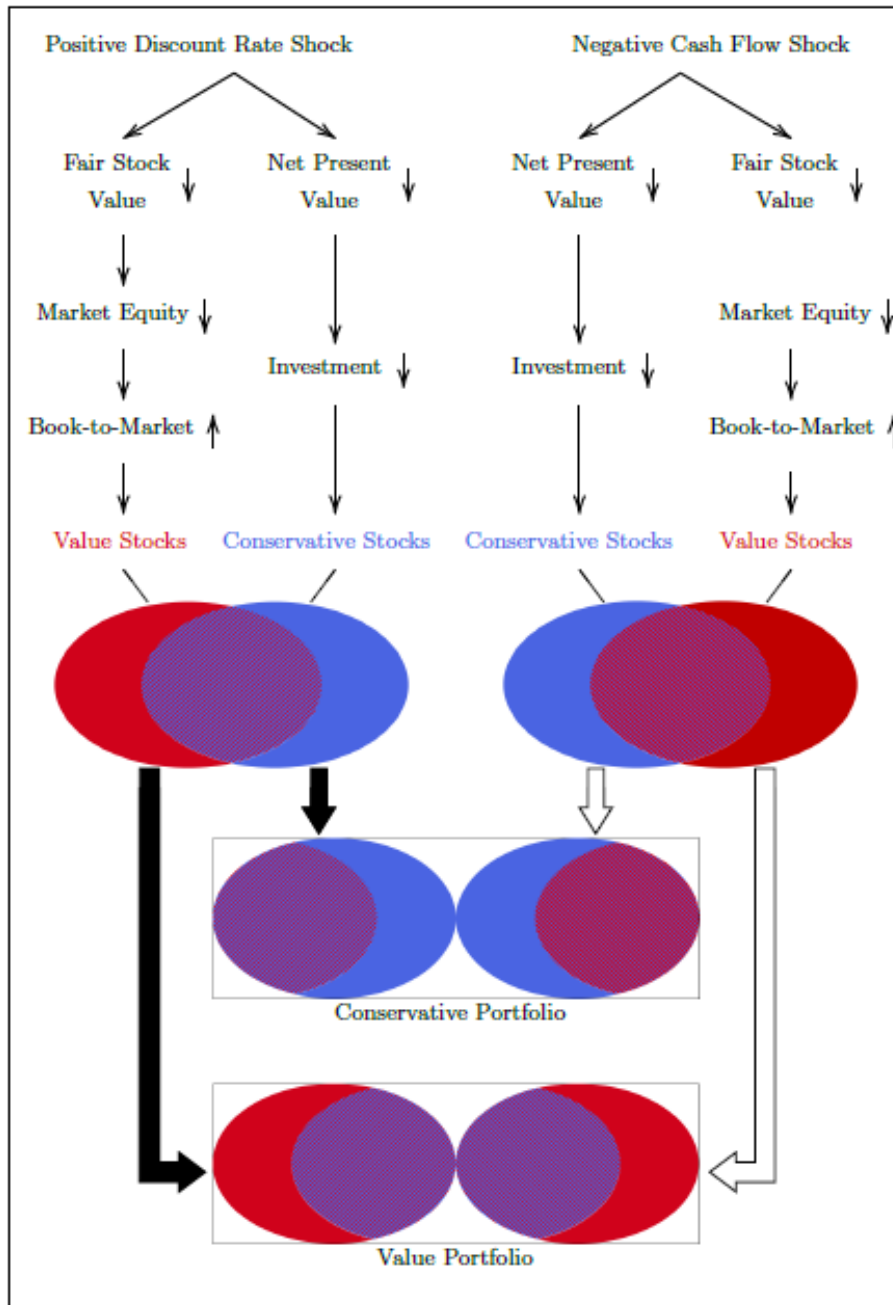 Positive Discount Rate Shock
Negative Cash Flow Shock
Fair Stock
Value
Net Present
Value
Net Present
Value
Fair Stock
Value
Market Equity
Market Equity
Investment
Investment
Book-to-Market
Book-to-Market
Value Stocks
Conservative Stocks
Conservative Stocks
Value Stocks
Conservative Portfolio
Value Portfolio